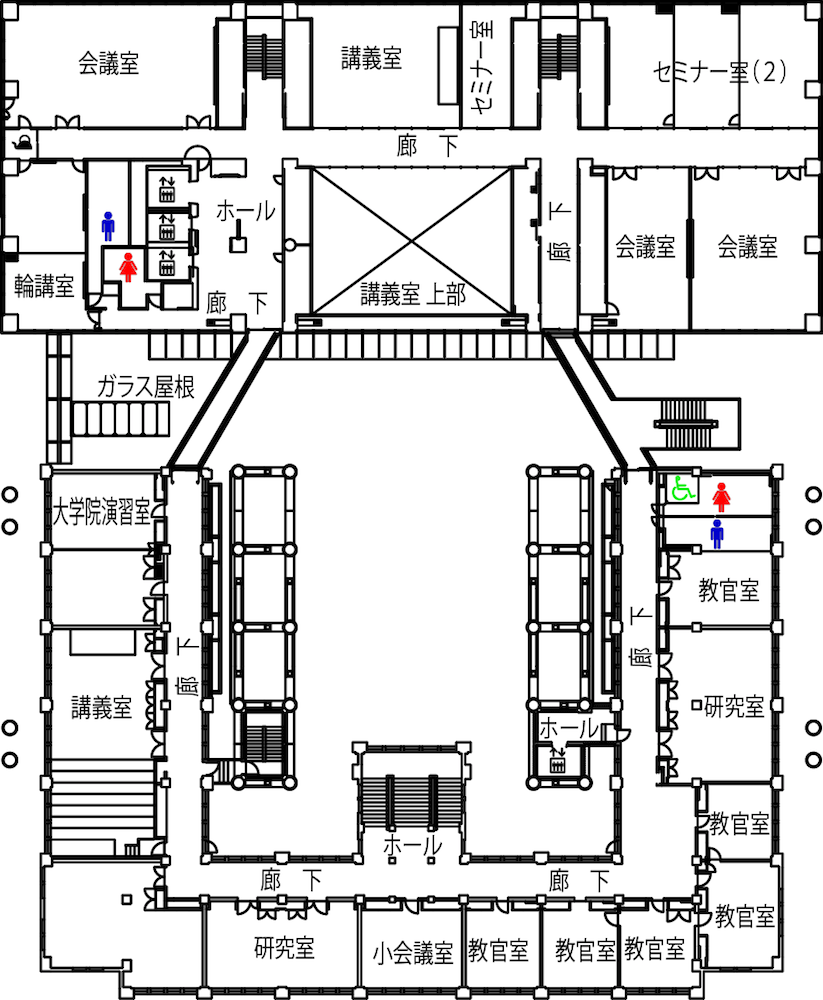 会議室
講義室
セミナー室
セミナー室(2)
廊 下
ホール
廊 下
会議室
会議室
輪講室
廊 下
講義室 上部
ガラス屋根
大学院演習室
教官室
廊 下
廊 下
講義室
研究室
ホール
教官室
ホール
廊 下
廊 下
研究室
小会議室
教官室
教官室
教官室
教官室